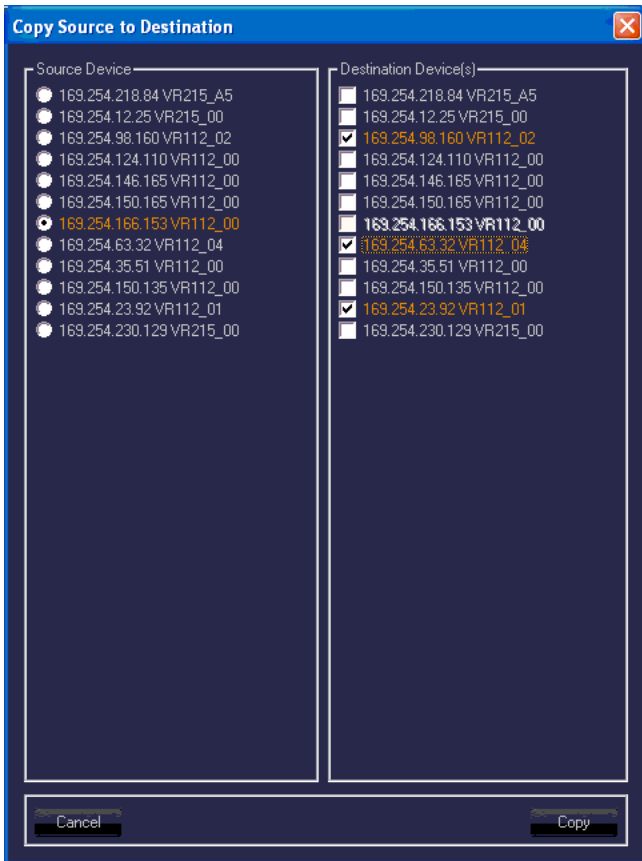 Copy Source to Destination
Source Device
169.254.218.84 VR215_A5
169.254.12.25 VR215_00
169.254.98.160 VR112_02
169.254.124.110 VR112_00
169.254.146.165 VR112_00
169.254.150.165 VR112_00
169.254.166.153 VR112_00
169.254.63.32 VR112_04
169.254.35.51 VR112_00
169.254.150.135 VR112_00
169.254.23.92 VR112_01
169.254.230.129 VR215_00
Destination Device(s)
169.254.218.84 VR215_A5
169.254.12.25 VR215_00
169.254.98.160 VR112_02
169.254.124.110 VR112_00
169.254.146.165 VR112_00
169.254.150.165 VR112_00
169.254.166.153 VR112_00
169.254.63.32 VR112_04
169.254.35.51 VR112_00
169.254.150.135 VR112_00
169.254.23.92 VR112_01
169.254.230.129 VR215_00
Cancel
Copy